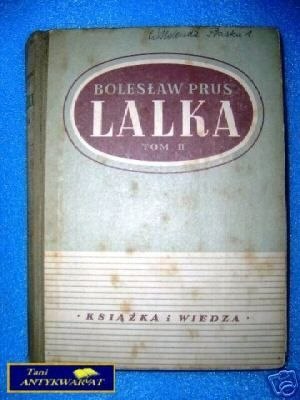 BOLESŁAW PRUS
LALKA
TOM II
· KSIĄŻKA i WIEDZA ·
Tani
ANTYKWARIAT